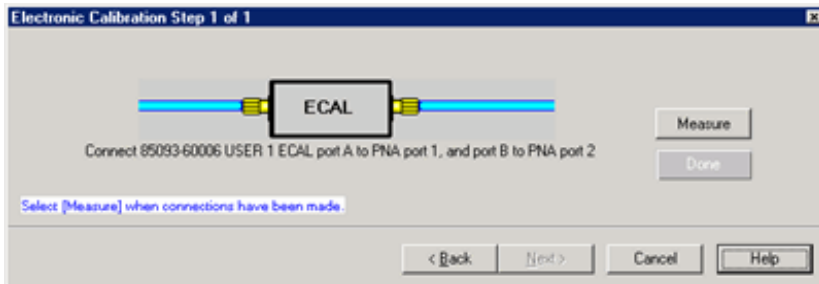 Electronic Calibration Step 1 of 1
ECAL
Connect 85093-60006 USER 1 ECAL port A to PNA port 1, and port B to PNA port 2
Measure
Done
Select [Measure] when connections have been made.
< Back
Next >
Cancel
Help